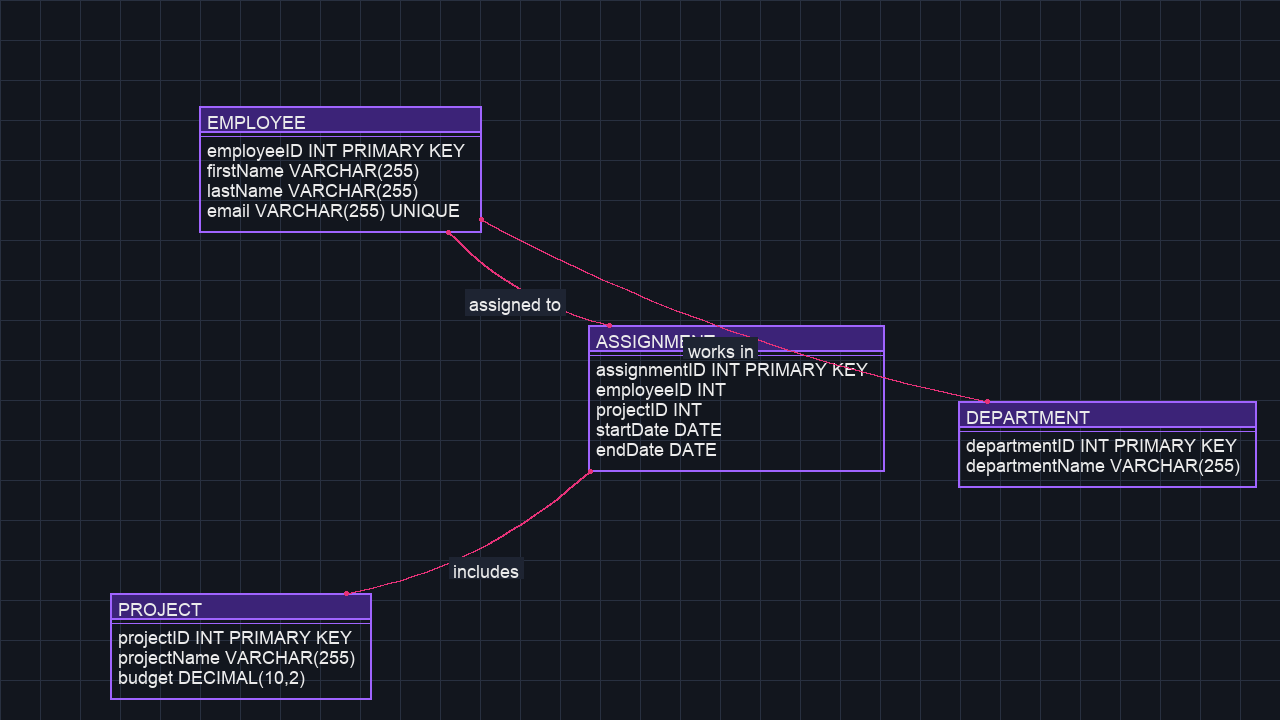 EMPLOYEE
employeeID INT PRIMARY KEY
firstName VARCHAR(255)
lastName VARCHAR(255)
email VARCHAR(255) UNIQUE
assigned to
ASSIGNMENT
works in
assignmentID INT PRIMARY KEY
employeeID INT
projectID INT
startDate DATE
endDate DATE
DEPARTMENT
departmentID INT PRIMARY KEY
departmentName VARCHAR(255)
includes
PROJECT
projectID INT PRIMARY KEY
projectName VARCHAR(255)
budget DECIMAL(10,2)